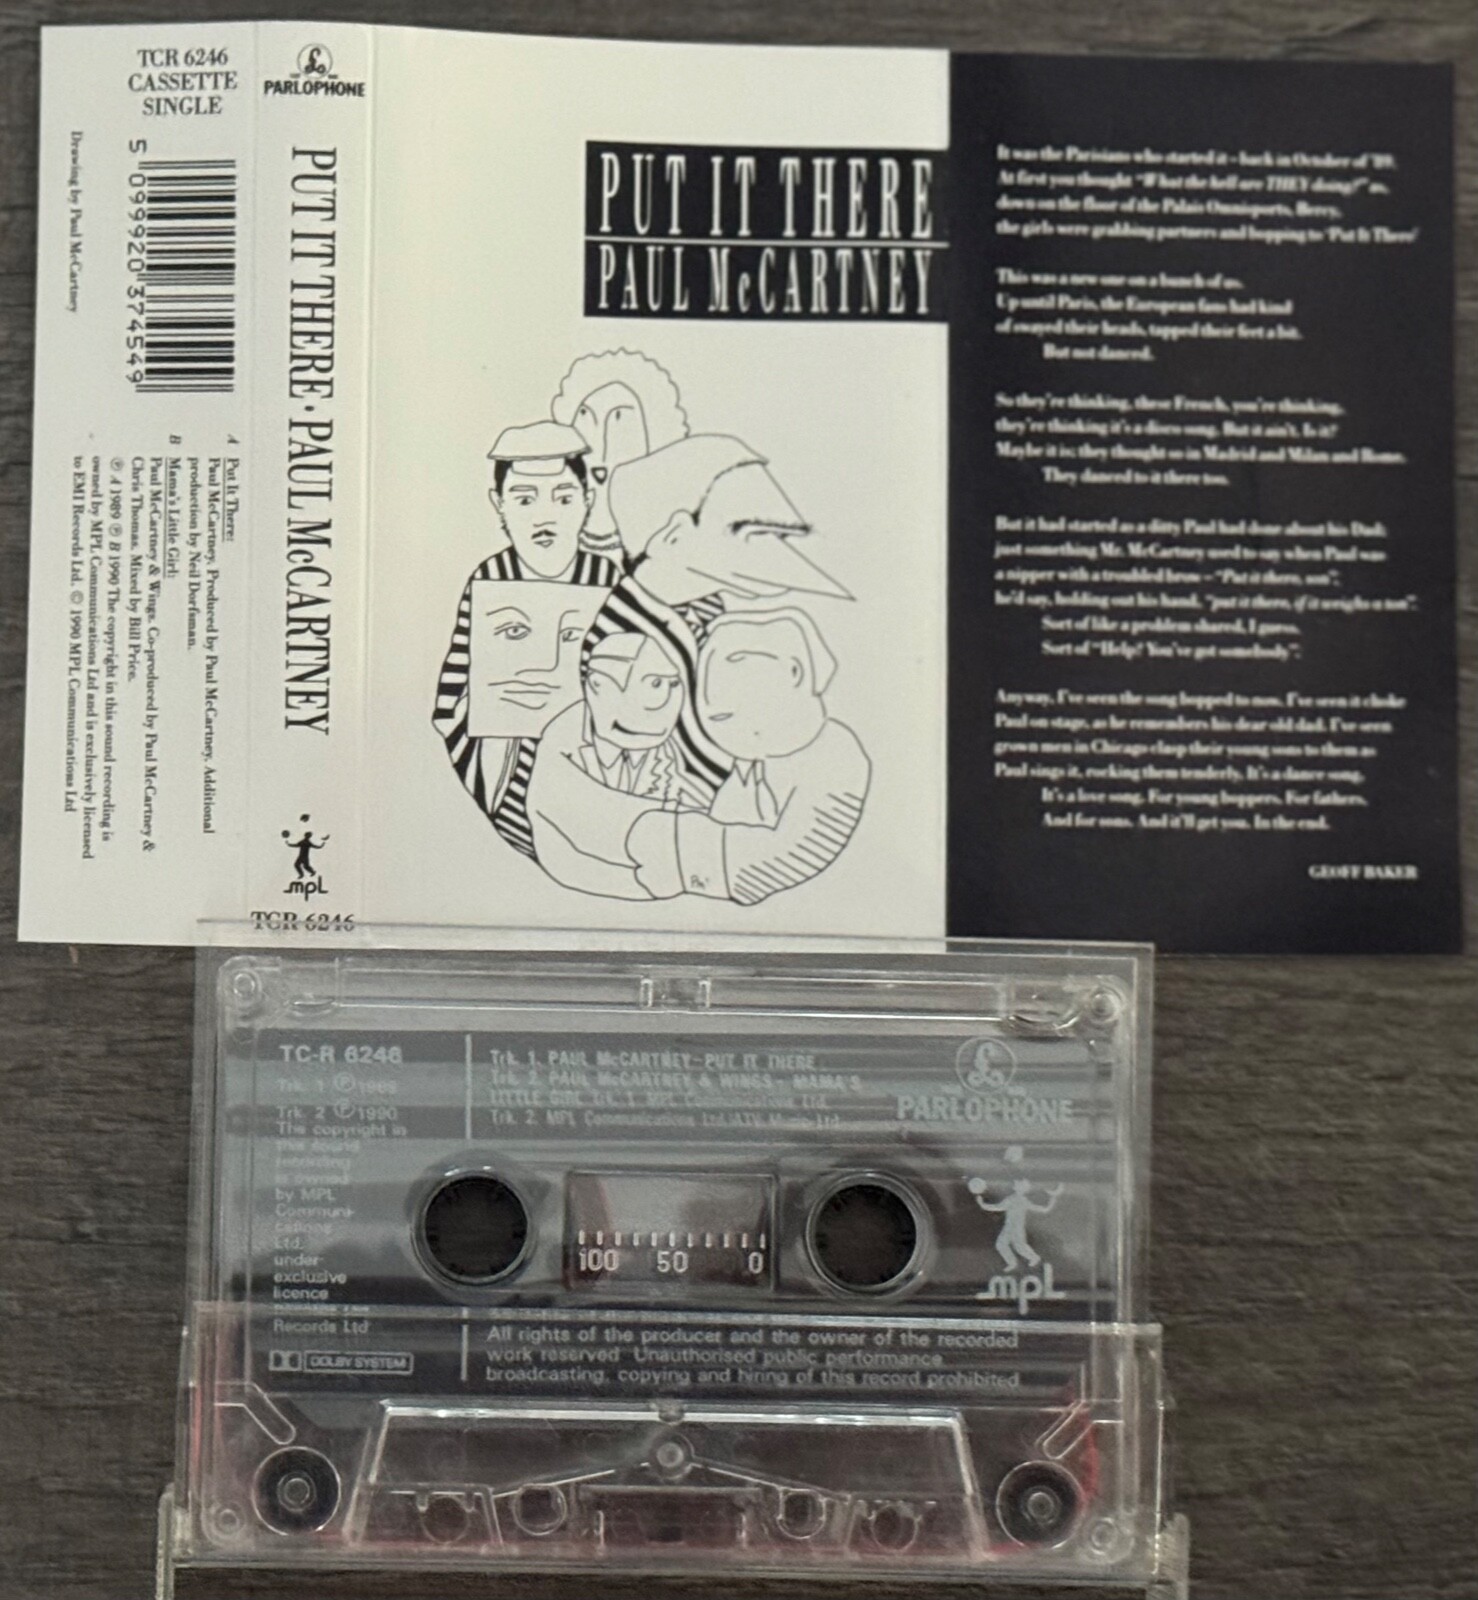 TCR 6246
CASSETTE
SINGLE
5 099920 374549
Drawing by Paul McCartney
A Put It There:
Paul McCartney. Produced by Paul McCartney. Additional
production by Neil Dorfsman.
B Mama's Little Girl:
Paul McCartney & Wings. Co-produced by Paul McCartney &
Chris Thomas. Mixed by Bill Price.
℗ A 1989 ℗ B 1990 The copyright in this sound recording is
owned by MPL Communications Ltd and is exclusively licensed
to EMI Records Ltd. © 1990 MPL Communications Ltd
PARLOPHONE
PUT IT THERE · PAUL McCARTNEY
mpL
TCR 6246
PUT IT THERE
PAUL McCARTNEY
It was the Parisians who started it – back in October of '89.
At first you thought "What the hell are THEY doing?" as,
down on the floor of the Palais Omnisports, Bercy,
the girls were grabbing partners and bopping to 'Put It There'
This was a new one on a bunch of us.
Up until Paris, the European fans had kind
of swayed their heads, tapped their feet a bit.
But not danced.
So they're thinking, these French, you're thinking,
they're thinking it's a disco song. But it ain't. Is it?
Maybe it is; they thought so in Madrid and Milan and Rome.
They danced to it there too.
But it had started as a ditty Paul had done about his Dad;
just something Mr. McCartney used to say when Paul was
a nipper with a troubled brow – "Put it there, son",
he'd say, holding out his hand, "put it there, if it weighs a ton".
Sort of like a problem shared, I guess.
Sort of "Help! You've got somebody".
Anyway, I've seen the song bopped to now. I've seen it choke
Paul on stage, as he remembers his dear old dad. I've seen
grown men in Chicago clasp their young sons to them as
Paul sings it, rocking them tenderly. It's a dance song.
It's a love song. For young boppers. For fathers.
And for sons. And it'll get you. In the end.
GEOFF BAKER
TC-R 6246
Trk. 1 ℗ 1989
Trk. 2 ℗ 1990
The copyright in
this sound
recording
is owned
by MPL
Communi-
cations
Ltd.
under
exclusive
licence
Records Ltd
DOLBY SYSTEM
Trk. 1. PAUL McCARTNEY – PUT IT THERE
Trk. 2. PAUL McCARTNEY & WINGS – MAMA'S
LITTLE GIRL Trk. 1. MPL Communications Ltd.
Trk. 2. MPL Communications Ltd/ATV Music Ltd.
PARLOPHONE
mpL
100 50 0
All rights of the producer and the owner of the recorded
work reserved Unauthorised public performance
broadcasting, copying and hiring of this record prohibited